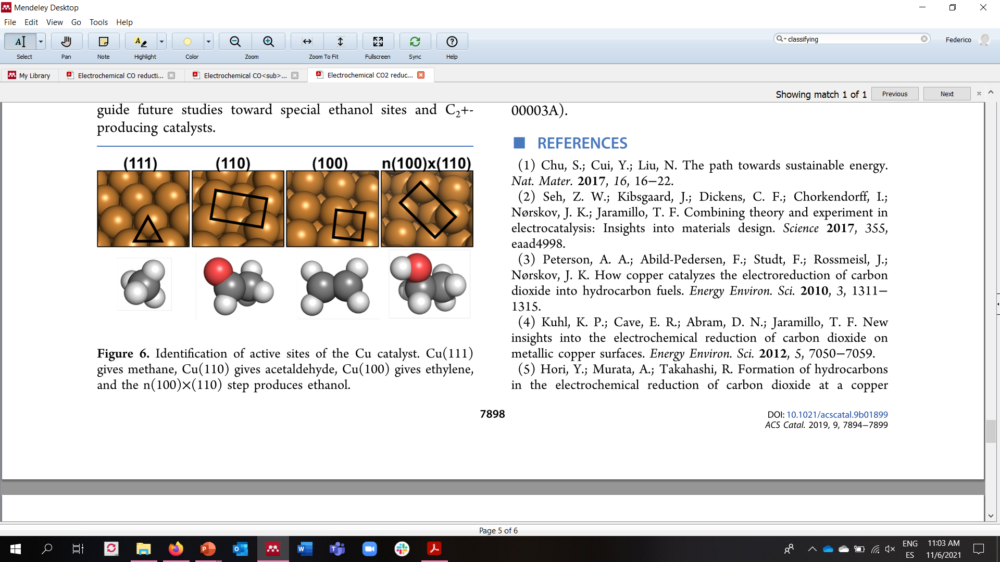 Mendeley Desktop
File Edit View Go Tools Help
Select Pan Note Highlight Color Zoom Zoom To Fit Fullscreen Sync Help
classifying
Federico
My Library
Electrochemical CO reducti...
Electrochemical CO<sub>...
Electrochemical CO2 reduc...
Showing match 1 of 1 Previous Next
guide future studies toward special ethanol sites and C₂+-
producing catalysts.
(111) (110) (100) n(100)x(110)
Figure 6. Identification of active sites of the Cu catalyst. Cu(111)
gives methane, Cu(110) gives acetaldehyde, Cu(100) gives ethylene,
and the n(100)×(110) step produces ethanol.
00003A).
REFERENCES
(1) Chu, S.; Cui, Y.; Liu, N. The path towards sustainable energy.
Nat. Mater. 2017, 16, 16−22.
(2) Seh, Z. W.; Kibsgaard, J.; Dickens, C. F.; Chorkendorff, I.;
Nørskov, J. K.; Jaramillo, T. F. Combining theory and experiment in
electrocatalysis: Insights into materials design. Science 2017, 355,
eaad4998.
(3) Peterson, A. A.; Abild-Pedersen, F.; Studt, F.; Rossmeisl, J.;
Nørskov, J. K. How copper catalyzes the electroreduction of carbon
dioxide into hydrocarbon fuels. Energy Environ. Sci. 2010, 3, 1311−
1315.
(4) Kuhl, K. P.; Cave, E. R.; Abram, D. N.; Jaramillo, T. F. New
insights into the electrochemical reduction of carbon dioxide on
metallic copper surfaces. Energy Environ. Sci. 2012, 5, 7050−7059.
(5) Hori, Y.; Murata, A.; Takahashi, R. Formation of hydrocarbons
in the electrochemical reduction of carbon dioxide at a copper
7898
DOI: 10.1021/acscatal.9b01899
ACS Catal. 2019, 9, 7894−7899
Page 5 of 6
ENG
ES
11:03 AM
11/6/2021